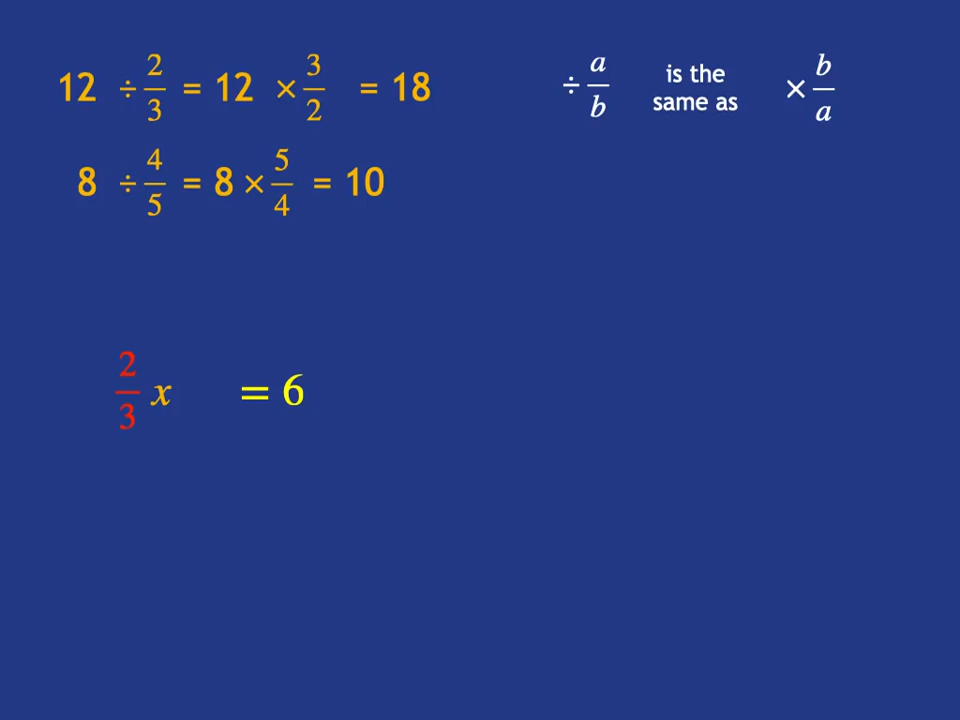 12 ÷ 2/3 = 12 × 3/2 = 18
÷ a/b is the same as × b/a
8 ÷ 4/5 = 8 × 5/4 = 10
2/3 x = 6